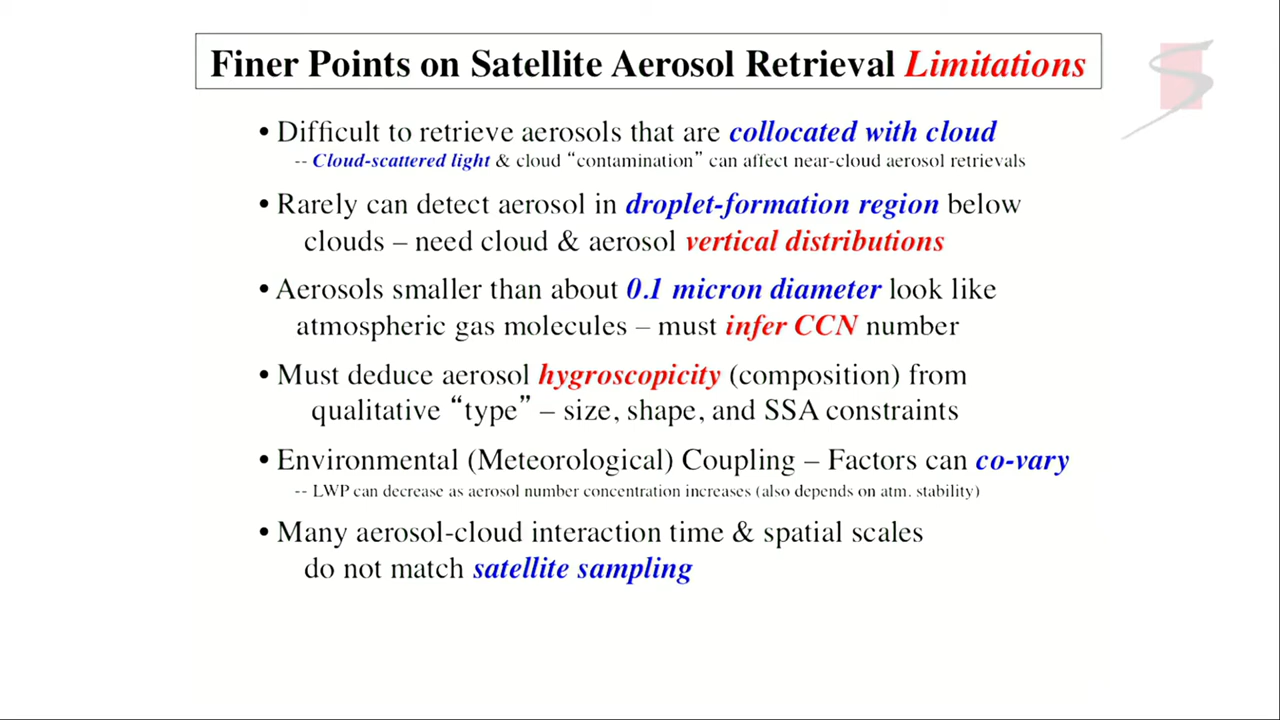 Finer Points on Satellite Aerosol Retrieval Limitations
• Difficult to retrieve aerosols that are collocated with cloud
-- Cloud-scattered light & cloud “contamination” can affect near-cloud aerosol retrievals
• Rarely can detect aerosol in droplet-formation region below
clouds – need cloud & aerosol vertical distributions
• Aerosols smaller than about 0.1 micron diameter look like
atmospheric gas molecules – must infer CCN number
• Must deduce aerosol hygroscopicity (composition) from
qualitative “type” – size, shape, and SSA constraints
• Environmental (Meteorological) Coupling – Factors can co-vary
-- LWP can decrease as aerosol number concentration increases (also depends on atm. stability)
• Many aerosol-cloud interaction time & spatial scales
do not match satellite sampling